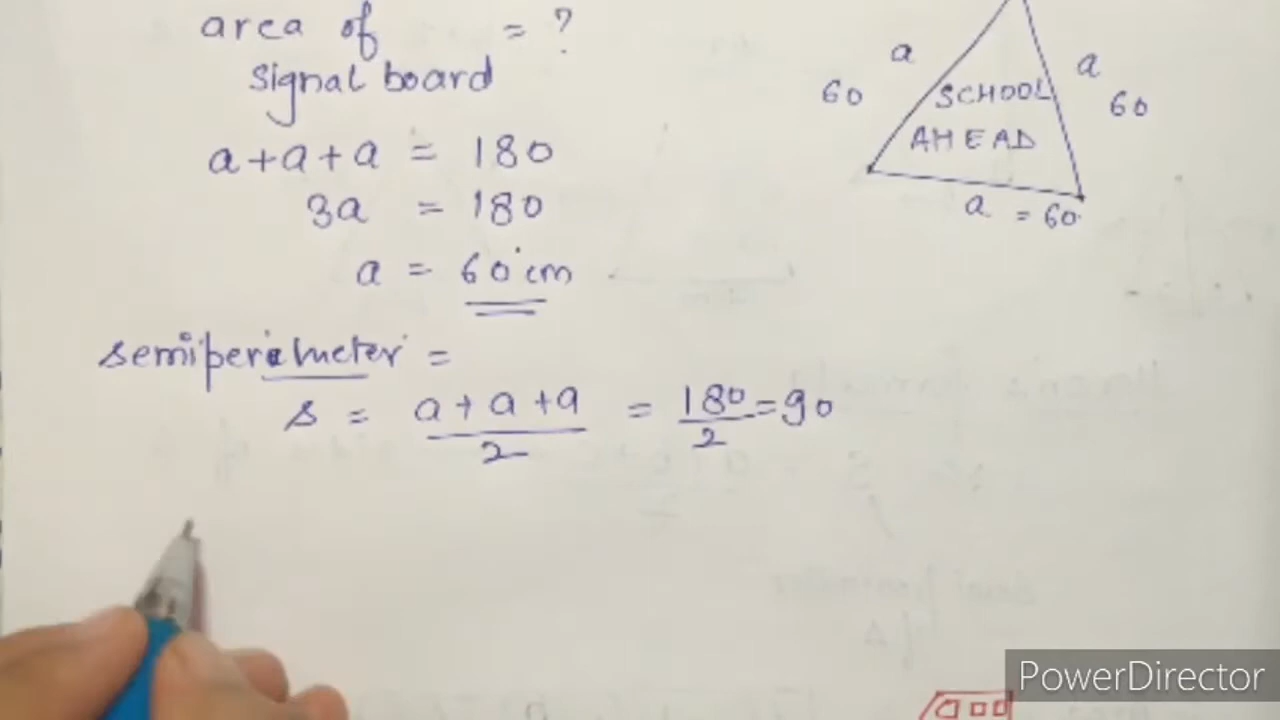 area of = ?
signal board
a + a + a = 180
3a = 180
a = 60 cm
semiperimeter =
s = a + a + a / 2 = 180 / 2 = 90
a
60
a
60
SCHOOL
AHEAD
a = 60
PowerDirector